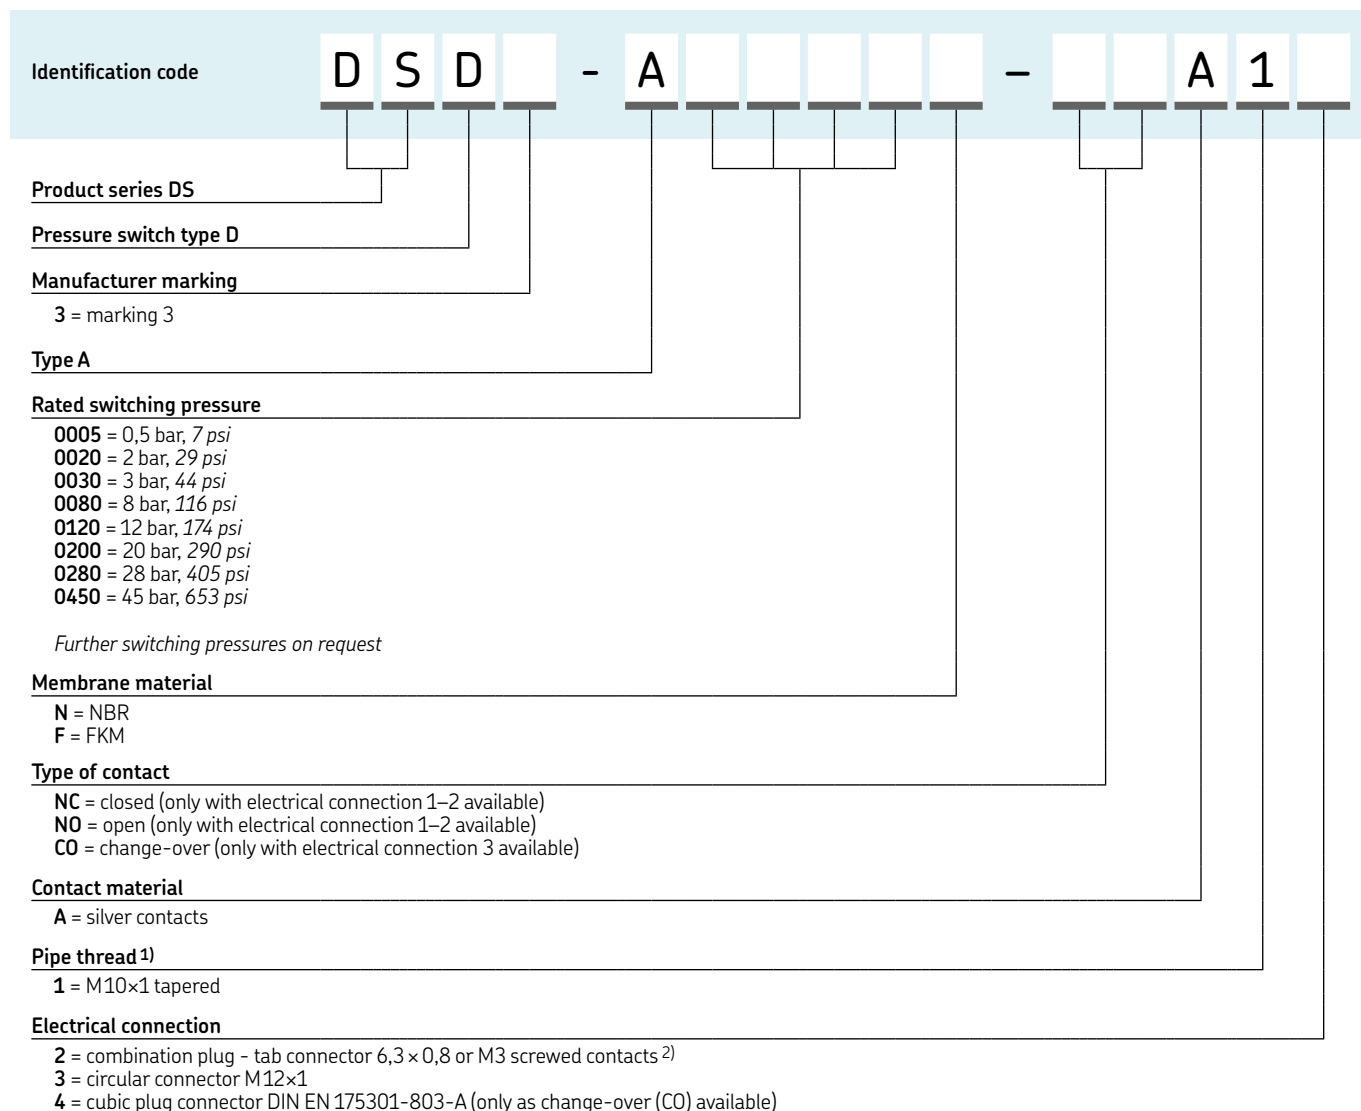 Identification code D S D - A – A 1
Product series DS
Pressure switch type D
Manufacturer marking
3 = marking 3
Type A
Rated switching pressure
0005 = 0,5 bar, 7 psi
0020 = 2 bar, 29 psi
0030 = 3 bar, 44 psi
0080 = 8 bar, 116 psi
0120 = 12 bar, 174 psi
0200 = 20 bar, 290 psi
0280 = 28 bar, 405 psi
0450 = 45 bar, 653 psi
Further switching pressures on request
Membrane material
N = NBR
F = FKM
Type of contact
NC = closed (only with electrical connection 1–2 available)
NO = open (only with electrical connection 1–2 available)
CO = change-over (only with electrical connection 3 available)
Contact material
A = silver contacts
Pipe thread 1)
1 = M10×1 tapered
Electrical connection
2 = combination plug - tab connector 6,3 × 0,8 or M3 screwed contacts 2)
3 = circular connector M12×1
4 = cubic plug connector DIN EN 175301-803-A (only as change-over (CO) available)